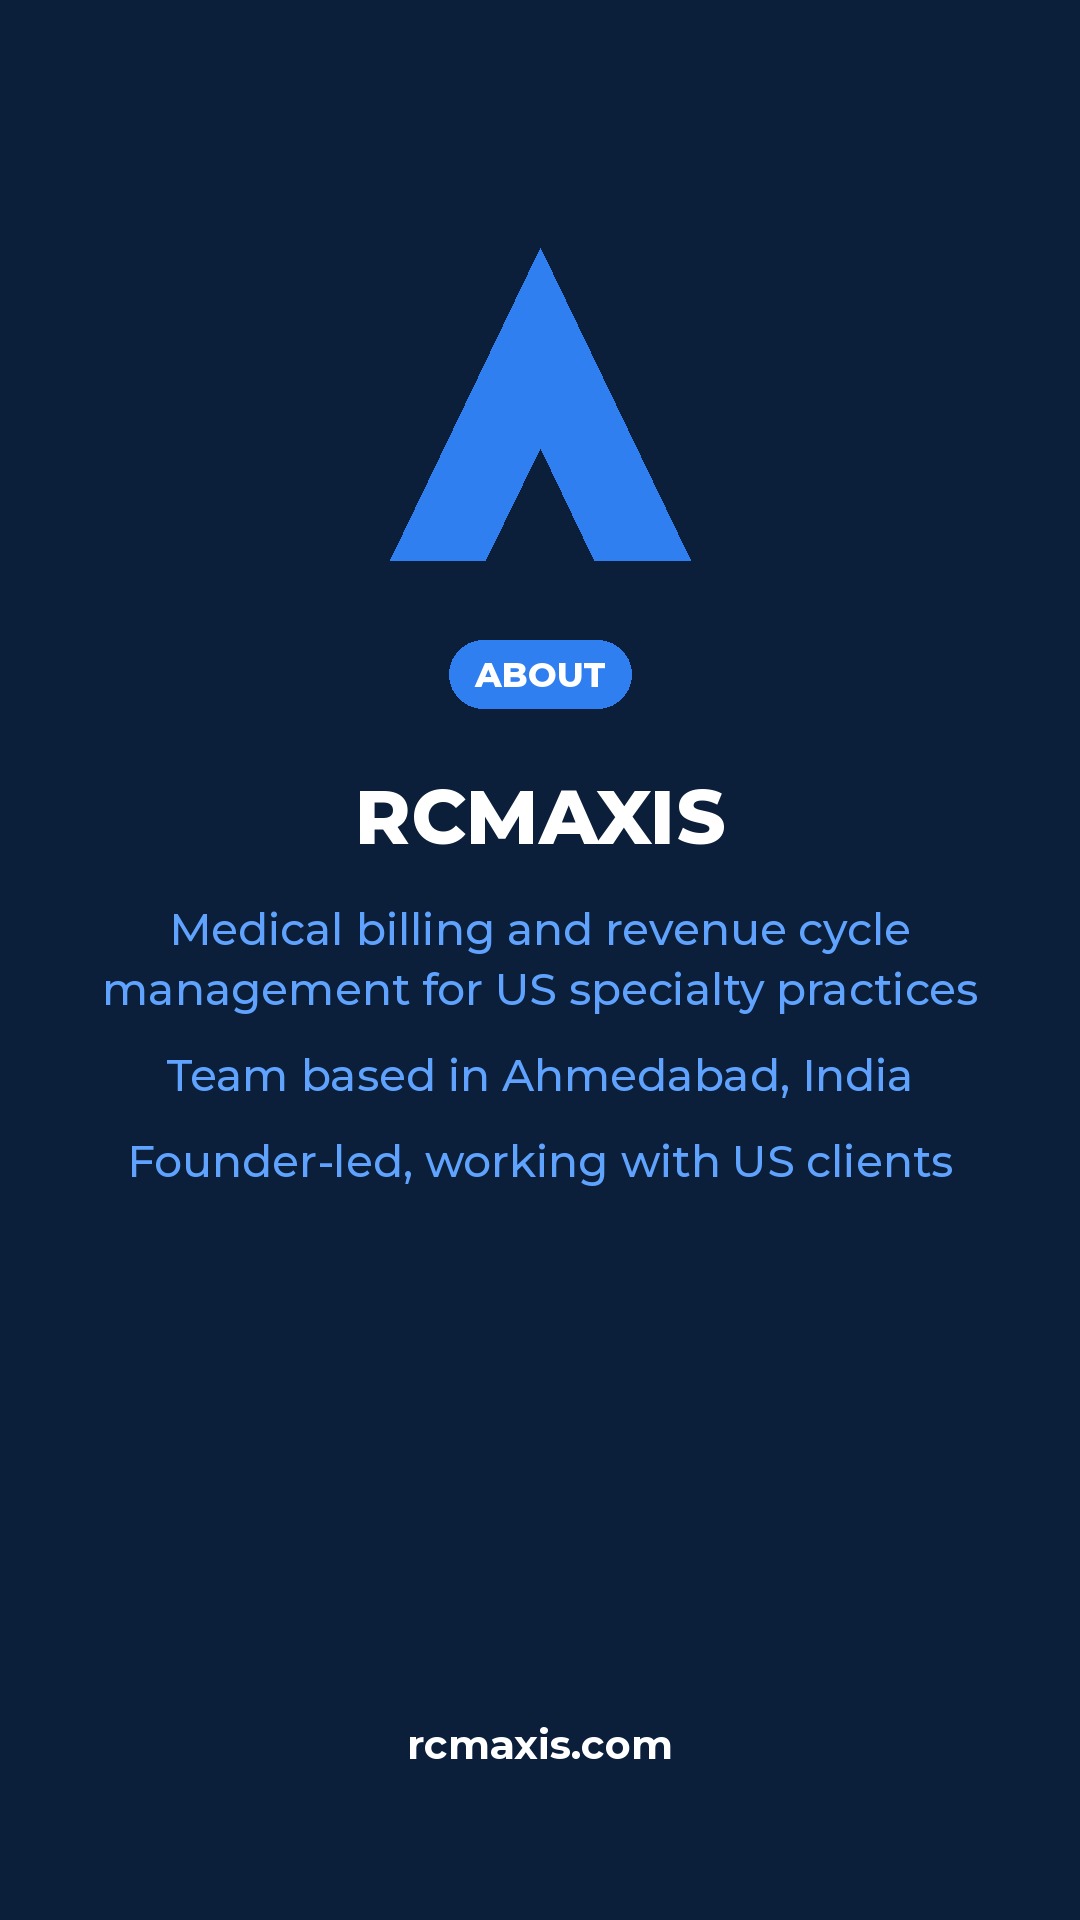 ABOUT
RCMAXIS
Medical billing and revenue cycle
management for US specialty practices
Team based in Ahmedabad, India
Founder-led, working with US clients
rcmaxis.com